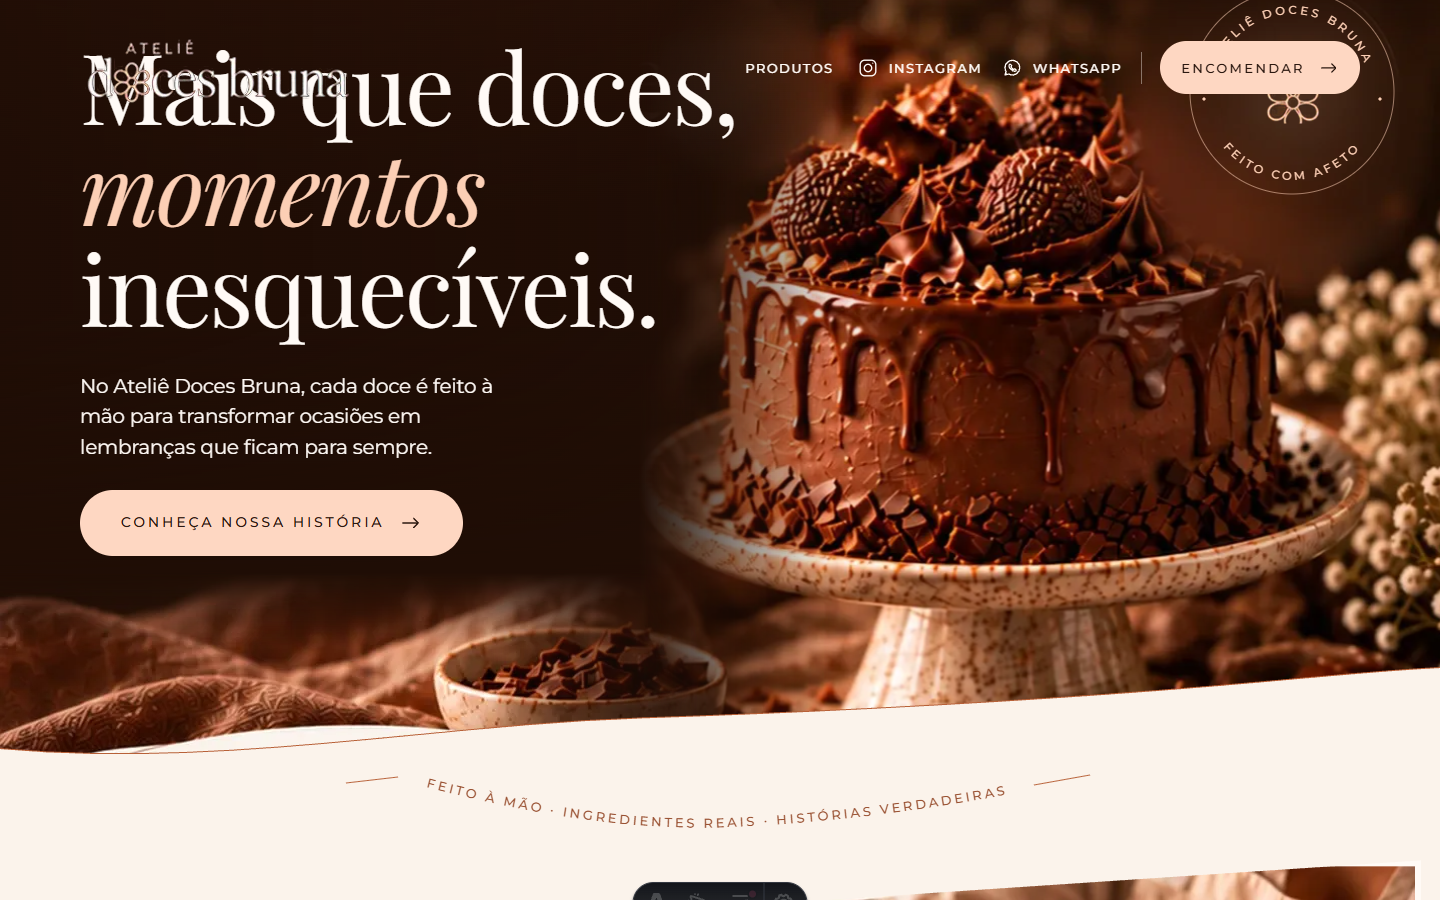 ATELIÊ
doces bruna
PRODUTOS
INSTAGRAM
WHATSAPP
ENCOMENDAR
DOCES BRUNA
FEITO COM AFETO
Mais que doces,
momentos
inesquecíveis.
No Ateliê Doces Bruna, cada doce é feito à
mão para transformar ocasiões em
lembranças que ficam para sempre.
CONHEÇA NOSSA HISTÓRIA
FEITO À MÃO · INGREDIENTES REAIS · HISTÓRIAS VERDADEIRAS